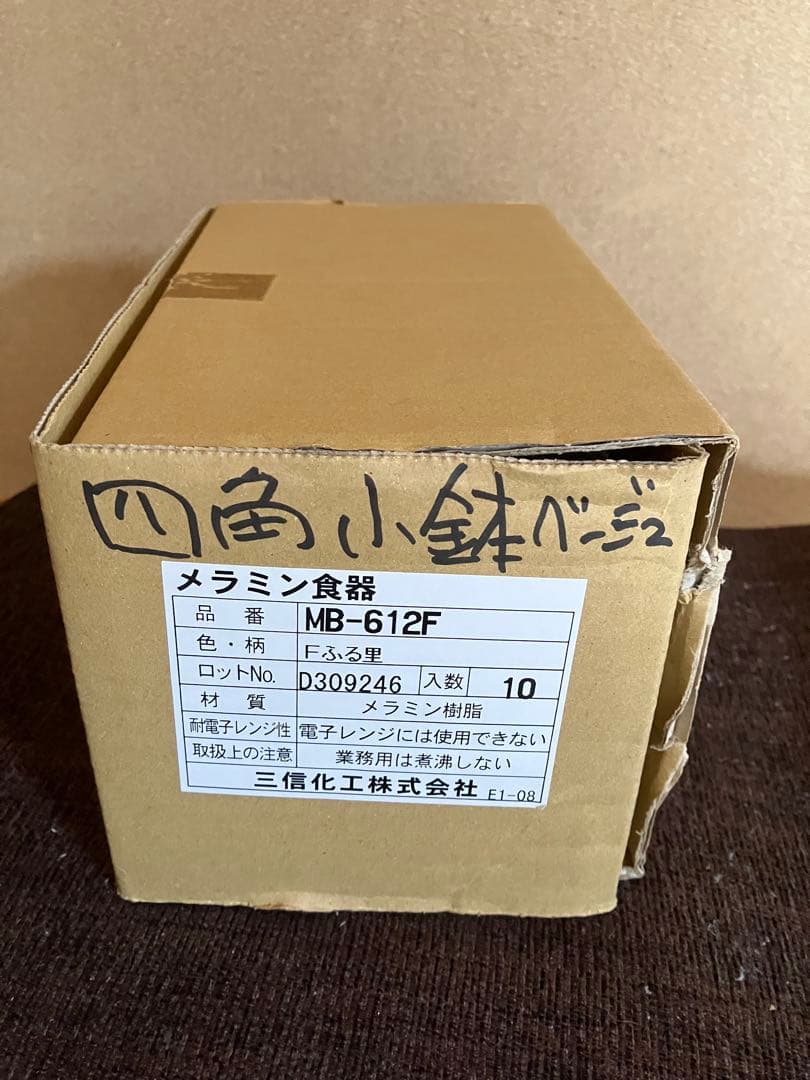 四角小鉢ベージュ
メラミン食器
品 番 MB-612F
色・柄 Fふる里
ロットNo. D309246 入数 10
材 質 メラミン樹脂
耐電子レンジ性 電子レンジには使用できない
取扱上の注意 業務用は煮沸しない
三信化工株式会社 E1-08